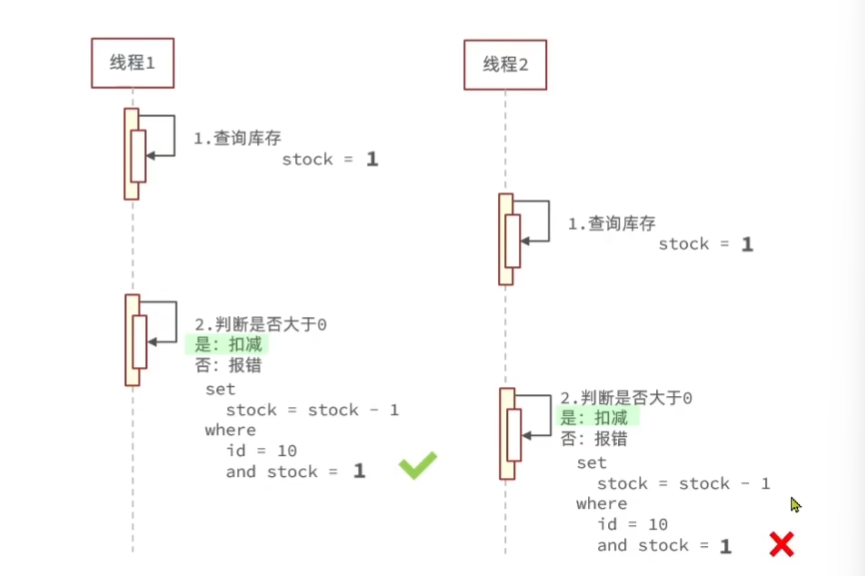 线程1
1.查询库存
stock = 1
2.判断是否大于0
是: 扣减
否: 报错
set
stock = stock - 1
where
id = 10
and stock = 1
线程2
1.查询库存
stock = 1
2.判断是否大于0
是: 扣减
否: 报错
set
stock = stock - 1
where
id = 10
and stock = 1